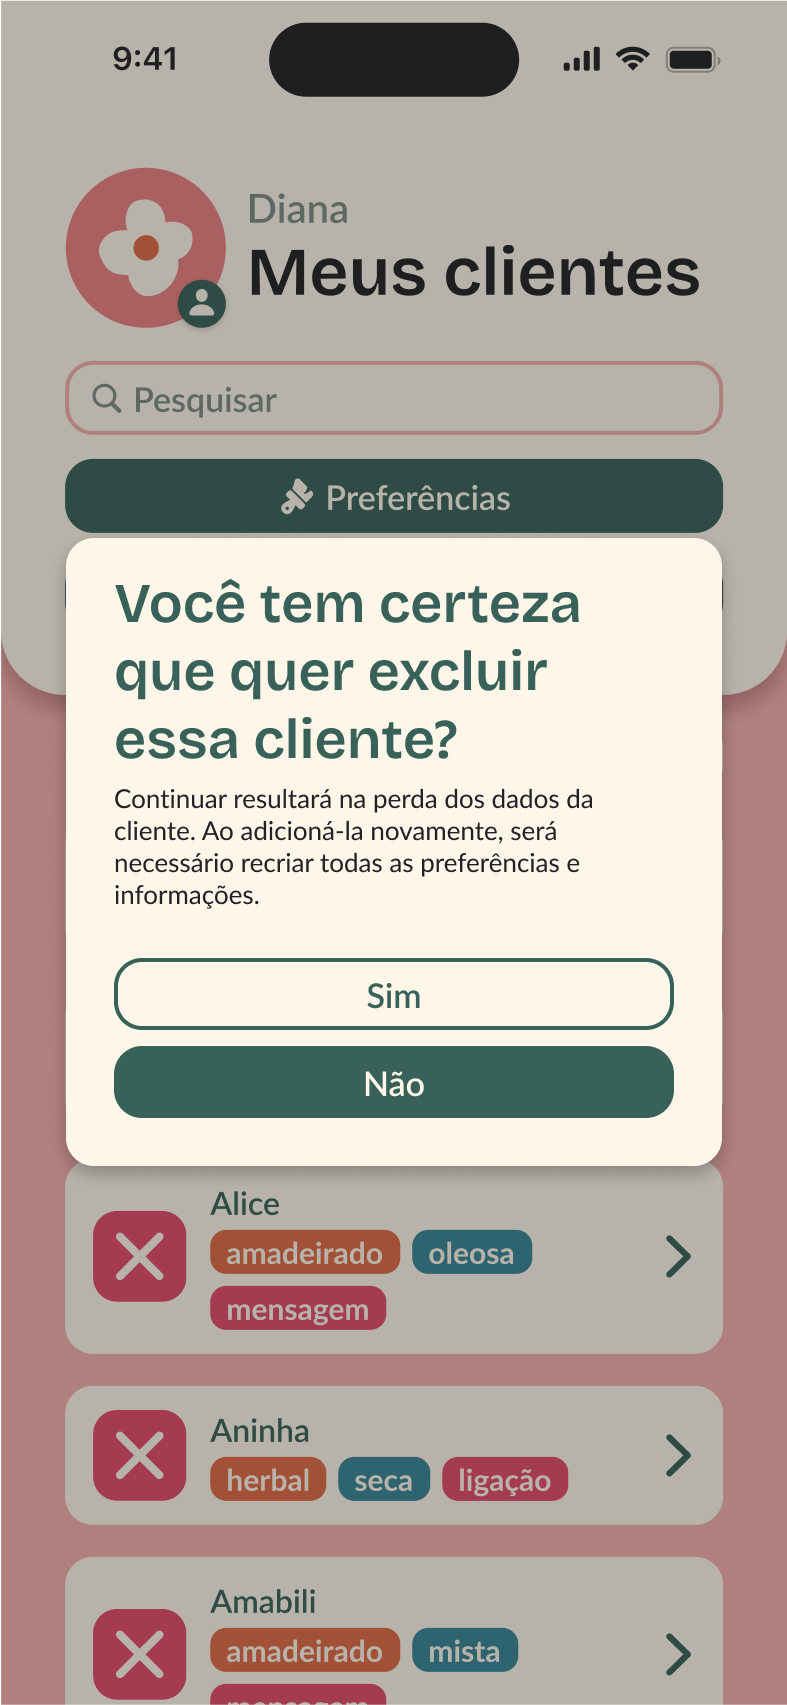 9:41
Diana
Meus clientes
Pesquisar
Preferências
Você tem certeza
que quer excluir
essa cliente?
Continuar resultará na perda dos dados da
cliente. Ao adicioná-la novamente, será
necessário recriar todas as preferências e
informações.
Sim
Não
Alice
amadeirado oleosa
mensagem
Aninha
herbal seca ligação
Amabili
amadeirado mista
mensagem